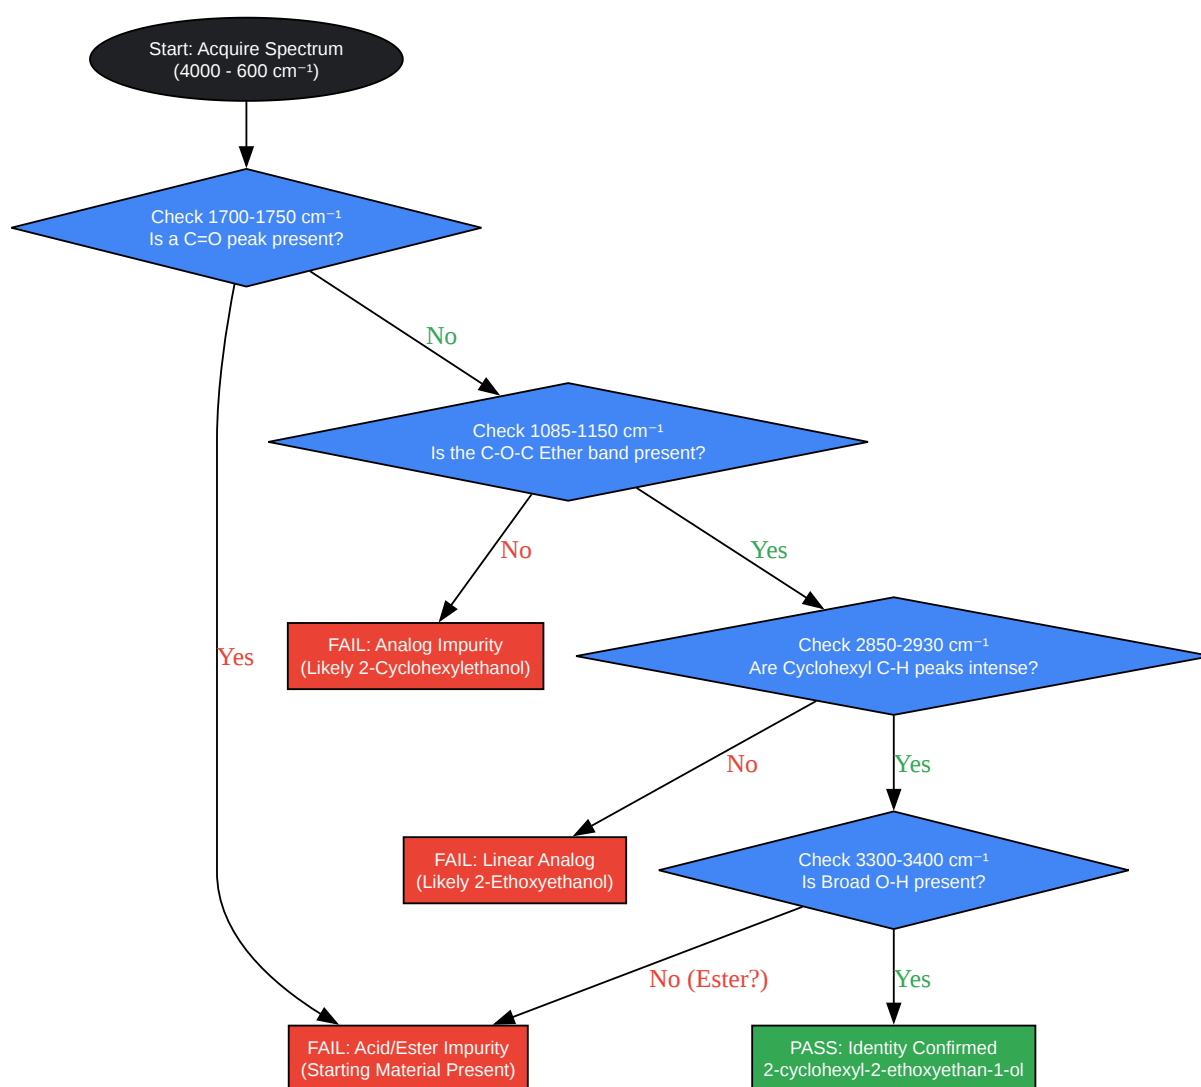 Start: Acquire Spectrum
(4000 - 600 cm⁻¹)
Check 1700-1750 cm⁻¹
Is a C=O peak present?
No
Check 1085-1150 cm⁻¹
Is the C-O-C Ether band present?
No
Yes
FAIL: Analog Impurity
(Likely 2-Cyclohexylethanol)
Yes
Check 2850-2930 cm⁻¹
Are Cyclohexyl C-H peaks intense?
No
Yes
FAIL: Linear Analog
(Likely 2-Ethoxyethanol)
Check 3300-3400 cm⁻¹
Is Broad O-H present?
No (Ester?)
Yes
FAIL: Acid/Ester Impurity
(Starting Material Present)
PASS: Identity Confirmed
2-cyclohexyl-2-ethoxyethan-1-ol